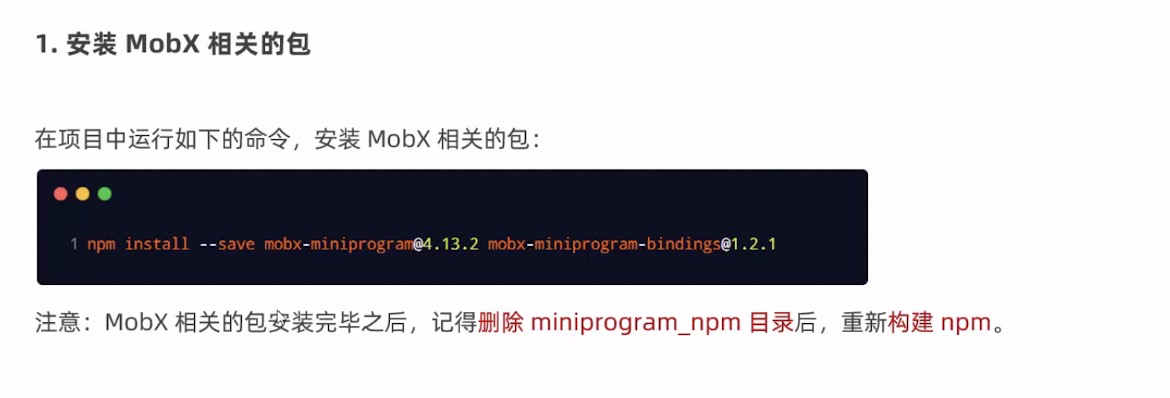 1. 安装 MobX 相关的包
在项目中运行如下的命令，安装 MobX 相关的包：
1 npm install --save mobx-miniprogram@4.13.2 mobx-miniprogram-bindings@1.2.1
注意：MobX 相关的包安装完毕之后，记得删除 miniprogram_npm 目录后，重新构建 npm。